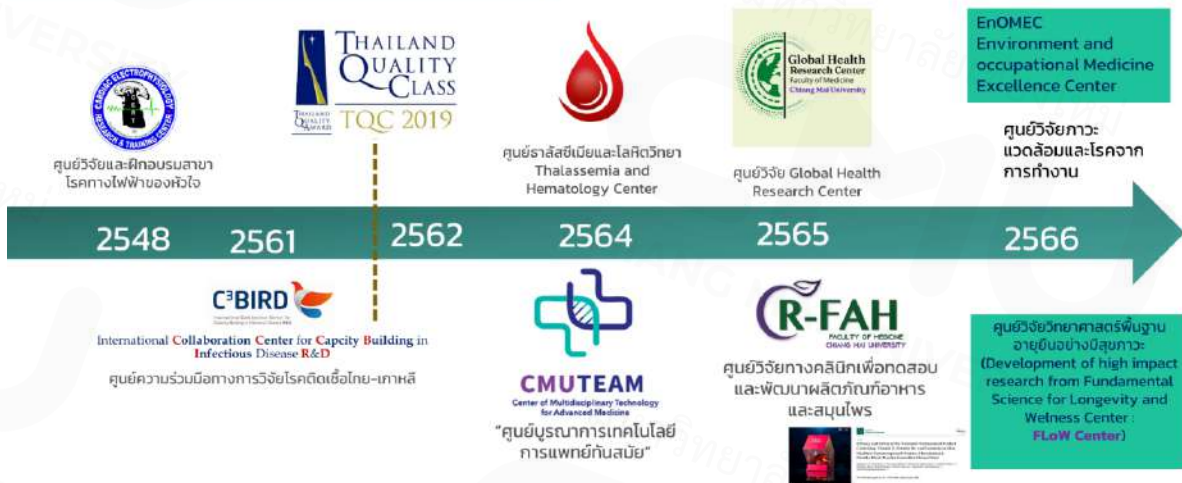 CARDIAC ELECTROPHYSIOLOGY
RESEARCH & TRAINING CENTER
ศูนย์วิจัยและฝึกอบรมสาขา
โรคทางไฟฟ้าของหัวใจ
THAILAND
QUALITY
CLASS
THAILAND
QUALITY
AWARD
TQC 2019
ศูนย์ธาลัสซีเมียและโลหิตวิทยา
Thalassemia and
Hematology Center
Global Health
Research Center
Faculty of Medicine
Chiang Mai University
ศูนย์วิจัย Global Health
Research Center
EnOMEC
Environment and
occupational Medicine
Excellence Center
ศูนย์วิจัยภาวะ
แวดล้อมและโรคจาก
การทำงาน
2548
2561
2562
2564
2565
2566
C³BIRD
International Collaboration Center for Capcity Building in
Infectious Disease R&D
ศูนย์ความร่วมมือทางการวิจัยโรคติดเชื้อไทย-เกาหลี
CMUTEAM
Center of Multidisciplinary Technology
for Advanced Medicine
"ศูนย์บูรณาการเทคโนโลยี
การแพทย์ทันสมัย"
CR-FAH
FACULTY OF MEDICINE
CHIANG MAI UNIVERSITY
ศูนย์วิจัยทางคลินิกเพื่อทดสอบ
และพัฒนาผลิตภัณฑ์อาหาร
และสมุนไพร
ศูนย์วิจัยวิทยาศาสตร์พื้นฐาน
อายุยืนอย่างมีสุขภาวะ
(Development of high impact
research from Fundamental
Science for Longevity and
Welness Center :
FLoW Center)